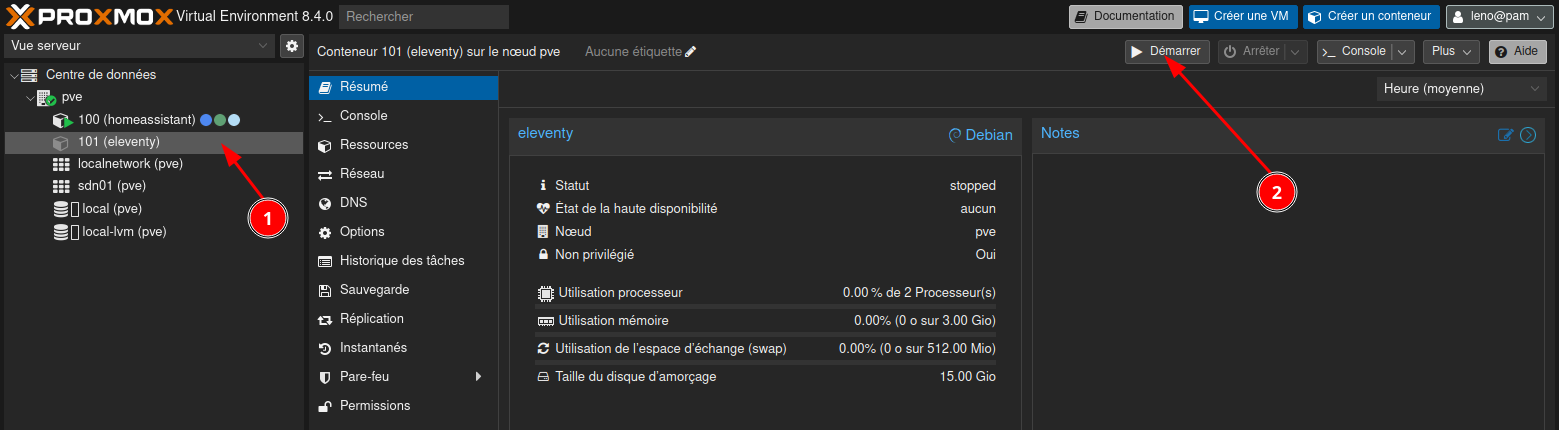 PROXMOX Virtual Environment 8.4.0 Rechercher Documentation Créer une VM Créer un conteneur leno@pam
Vue serveur
Centre de données
pve
100 (homeassistant)
101 (eleventy)
localnetwork (pve)
sdn01 (pve)
local (pve)
local-lvm (pve)
1
Conteneur 101 (eleventy) sur le nœud pve Aucune étiquette Démarrer Arrêter Console Plus Aide
2
Résumé
Console
Ressources
Réseau
DNS
Options
Historique des tâches
Sauvegarde
Réplication
Instantanés
Pare-feu
Permissions
Heure (moyenne)
eleventy Debian
Statut stopped
État de la haute disponibilité aucun
Nœud pve
Non privilégié Oui
Utilisation processeur 0.00 % de 2 Processeur(s)
Utilisation mémoire 0.00% (0 o sur 3.00 Gio)
Utilisation de l'espace d'échange (swap) 0.00% (0 o sur 512.00 Mio)
Taille du disque d'amorçage 15.00 Gio
Notes